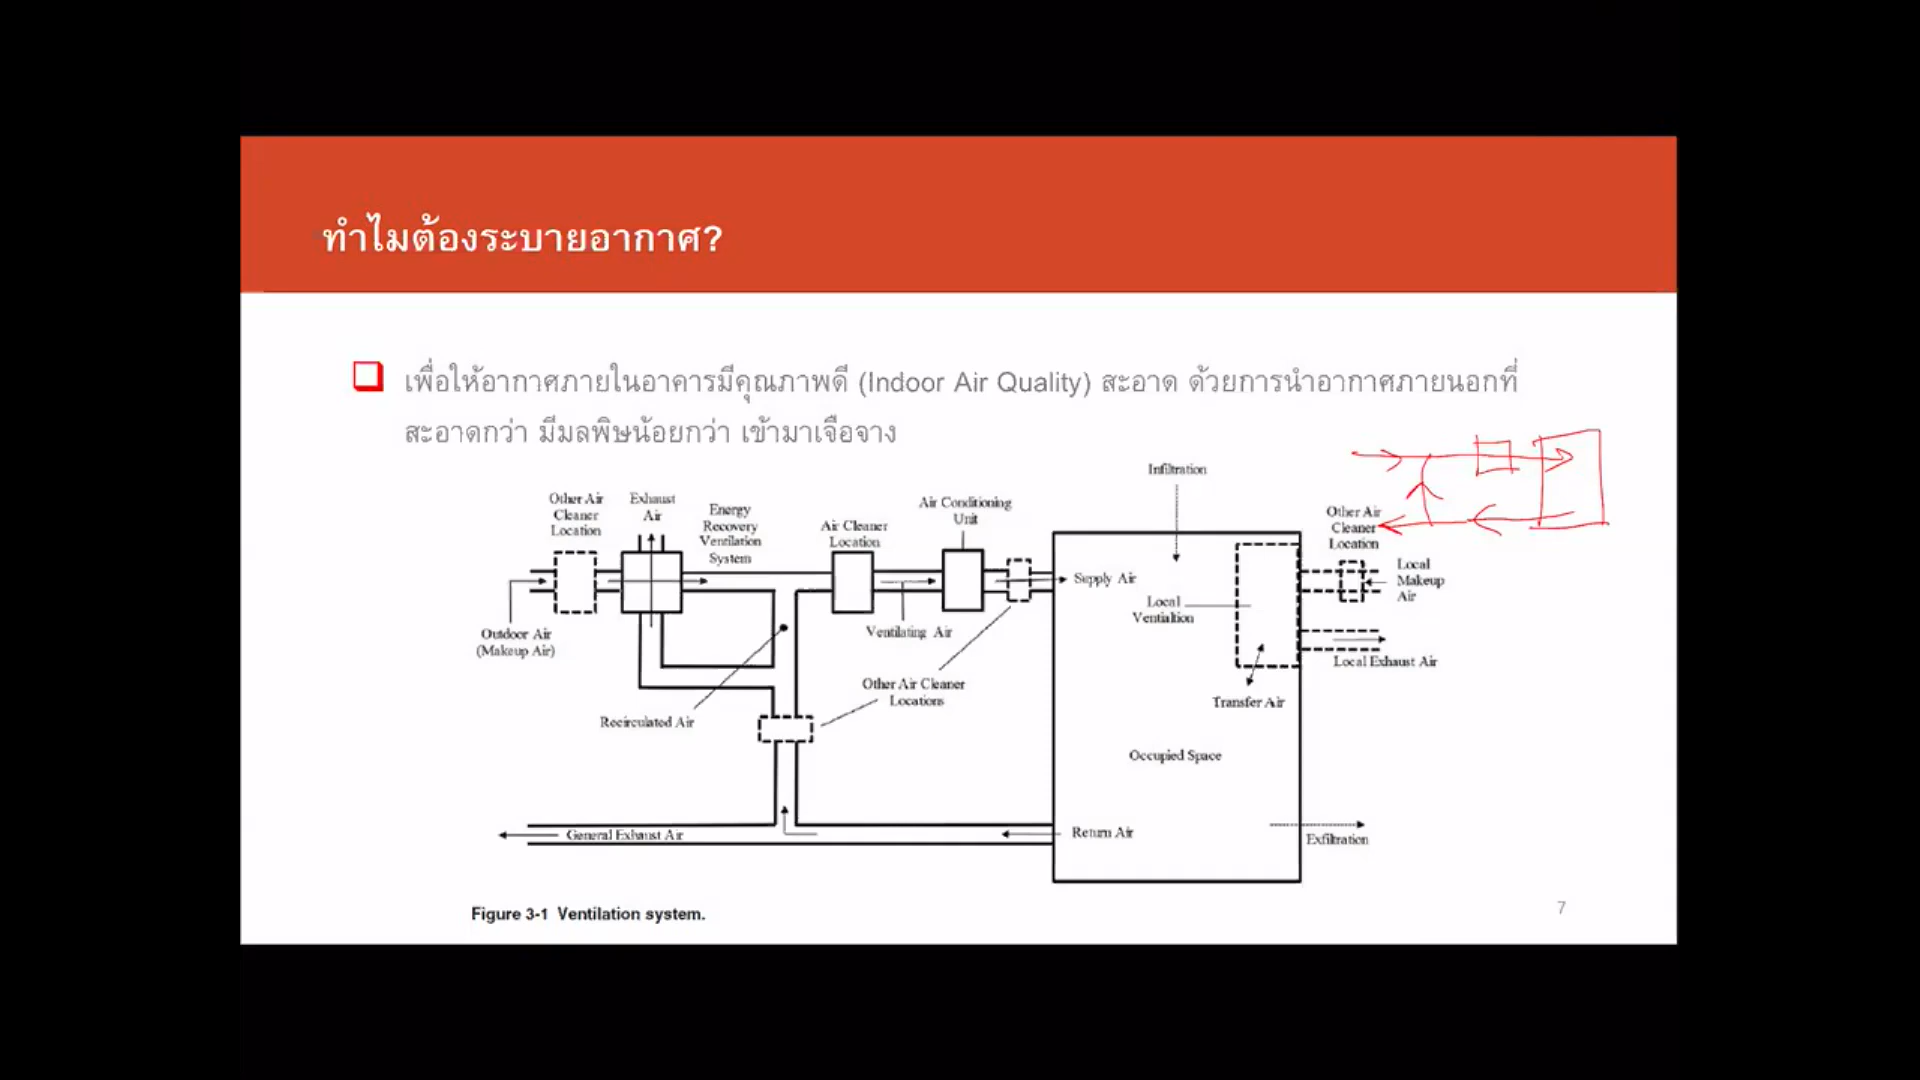 ทำไมต้องระบายอากาศ?
เพื่อให้อากาศภายในอาคารมีคุณภาพดี (Indoor Air Quality) สะอาด ด้วยการนำอากาศภายนอกที่
สะอาดกว่า มีมลพิษน้อยกว่า เข้ามาเจือจาง
Infiltration
Other Air
Cleaner
Location
Exhaust
Air
Energy
Recovery
Ventilation
System
Air Cleaner
Location
Air Conditioning
Unit
Other Air
Cleaner
Location
Local
Makeup
Air
Supply Air
Local
Ventialtion
Outdoor Air
(Makeup Air)
Ventilating Air
Local Exhaust Air
Other Air Cleaner
Locations
Transfer Air
Recirculated Air
Occupied Space
General Exhaust Air
Return Air
Exfiltration
Figure 3-1 Ventilation system.
7